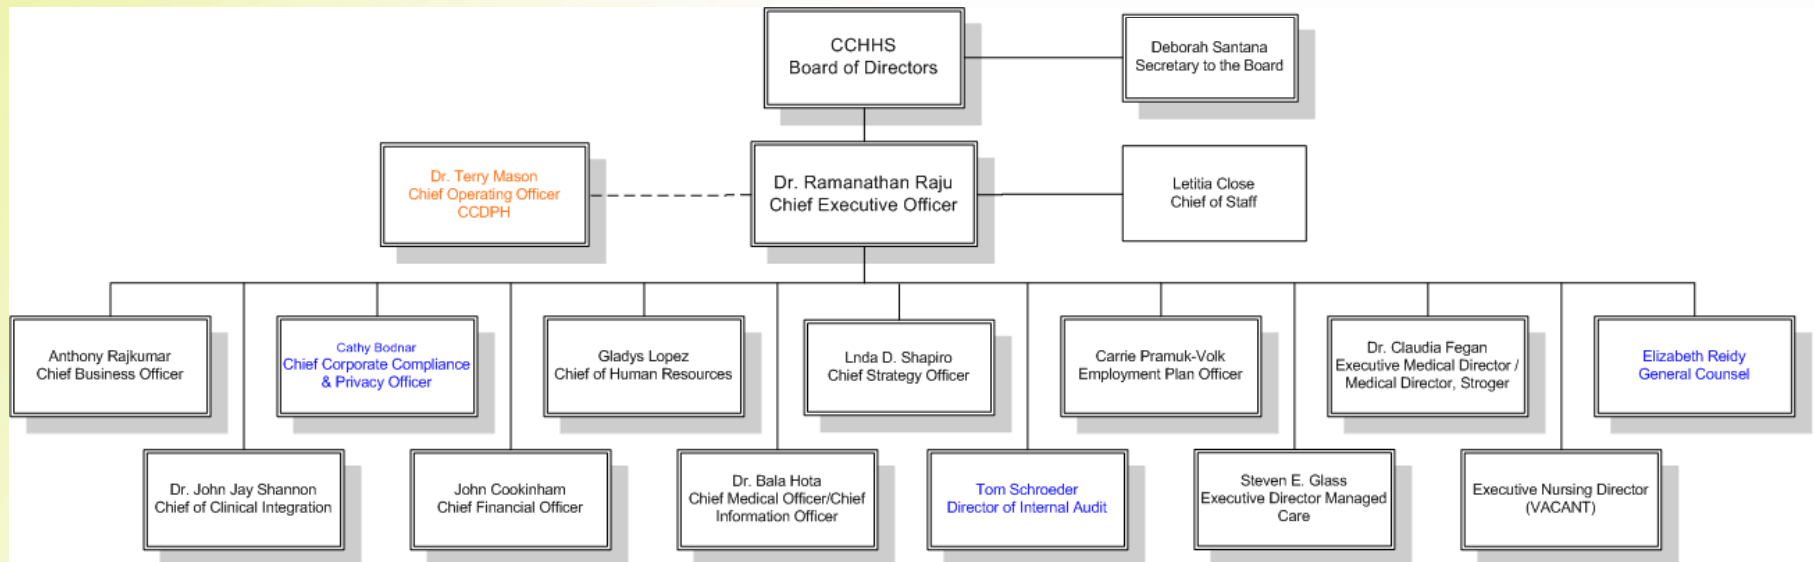 CCHHS
Board of Directors
Deborah Santana
Secretary to the Board
Dr. Terry Mason
Chief Operating Officer
CCDPH
Dr. Ramanathan Raju
Chief Executive Officer
Letitia Close
Chief of Staff
Anthony Rajkumar
Chief Business Officer
Cathy Bodnar
Chief Corporate Compliance
& Privacy Officer
Gladys Lopez
Chief of Human Resources
Lnda D. Shapiro
Chief Strategy Officer
Carrie Pramuk-Volk
Employment Plan Officer
Dr. Claudia Fegan
Executive Medical Director /
Medical Director, Stroger
Elizabeth Reidy
General Counsel
Dr. John Jay Shannon
Chief of Clinical Integration
John Cookinham
Chief Financial Officer
Dr. Bala Hota
Chief Medical Officer/Chief
Information Officer
Tom Schroeder
Director of Internal Audit
Steven E. Glass
Executive Director Managed
Care
Executive Nursing Director
(VACANT)